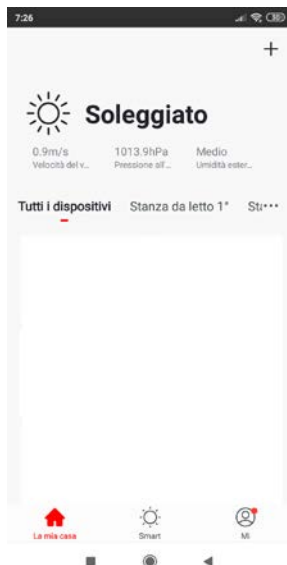 7:26
+
Soleggiato
0.9m/s 1013.9hPa Medio
Velocità del v... Pressione all'... Umidità ester...
Tutti i dispositivi Stanza da letto 1° Sta•••
La mia casa Smart Mi